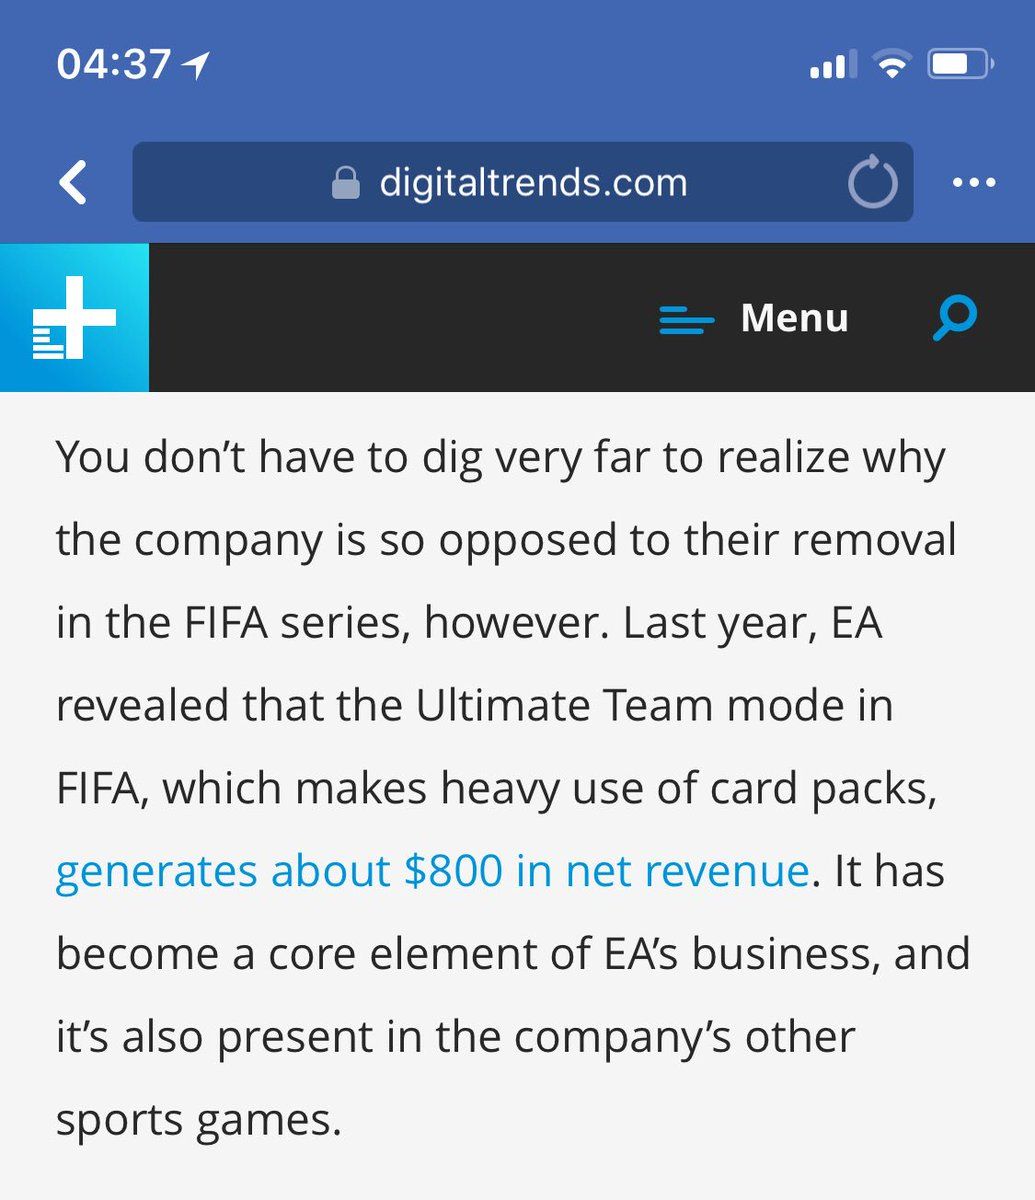 04:37
digitaltrends.com
Menu
You don’t have to dig very far to realize why
the company is so opposed to their removal
in the FIFA series, however. Last year, EA
revealed that the Ultimate Team mode in
FIFA, which makes heavy use of card packs,
generates about $800 in net revenue. It has
become a core element of EA’s business, and
it’s also present in the company’s other
sports games.